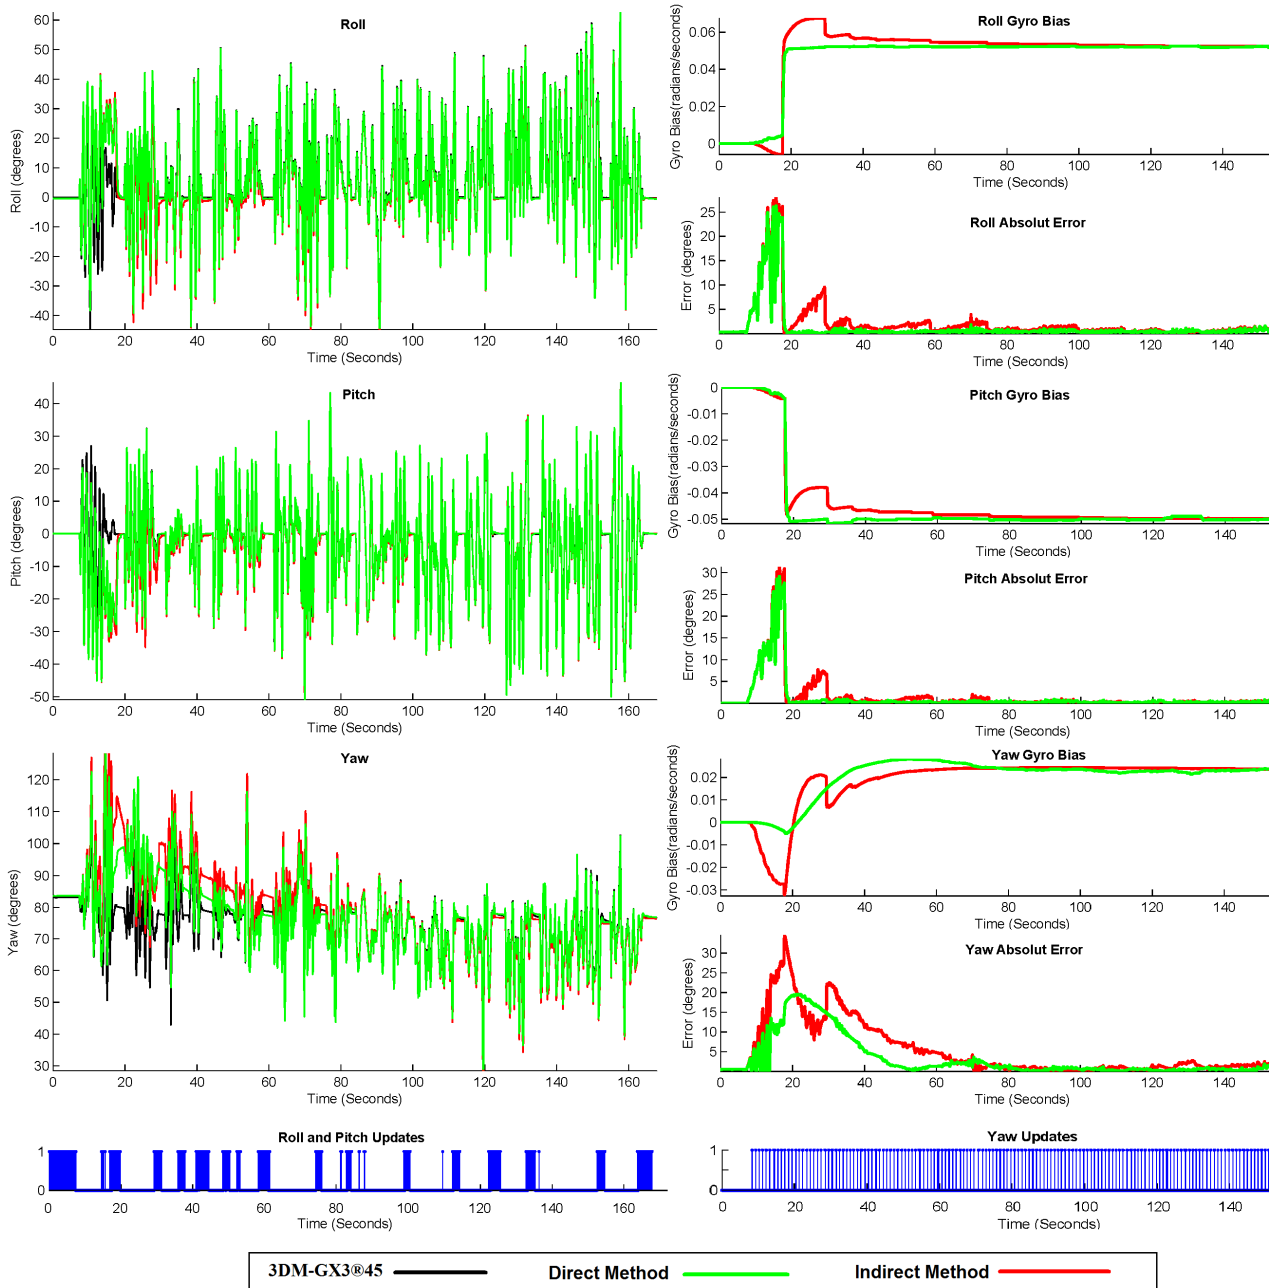 Roll
Roll (degrees)
60
50
40
30
20
10
0
-10
-20
-30
-40
0 20 40 60 80 100 120 140 160
Time (Seconds)
Roll Gyro Bias
Gyro Bias(radians/seconds)
0.06
0.04
0.02
0
20 40 60 80 100 120 140
Time (Seconds)
Roll Absolut Error
Error (degrees)
25
20
15
10
5
0 20 40 60 80 100 120 140
Time (Seconds)
Pitch
Pitch (degrees)
40
30
20
10
0
-10
-20
-30
-40
-50
0 20 40 60 80 100 120 140 160
Time (Seconds)
Pitch Gyro Bias
Gyro Bias(radians/seconds)
0
-0.01
-0.02
-0.03
-0.04
-0.05
0 20 40 60 80 100 120 140
Time (Seconds)
Pitch Absolut Error
Error (degrees)
30
25
20
15
10
5
0 20 40 60 80 100 120 140
Time (Seconds)
Yaw
Yaw (degrees)
120
110
100
90
80
70
60
50
40
30
0 20 40 60 80 100 120 140 160
Time (Seconds)
Yaw Gyro Bias
Gyro Bias(radians/seconds)
0.02
0.01
0
-0.01
-0.02
-0.03
0 20 40 60 80 100 120 140
Time (Seconds)
Yaw Absolut Error
Error (degrees)
30
25
20
15
10
5
0 20 40 60 80 100 120 140
Time (Seconds)
Roll and Pitch Updates
1
0
0 20 40 60 80 100 120 140 160
Time (Seconds)
Yaw Updates
1
0
0 20 40 60 80 100 120 140
Time (Seconds)
3DM-GX3®45 Direct Method Indirect Method